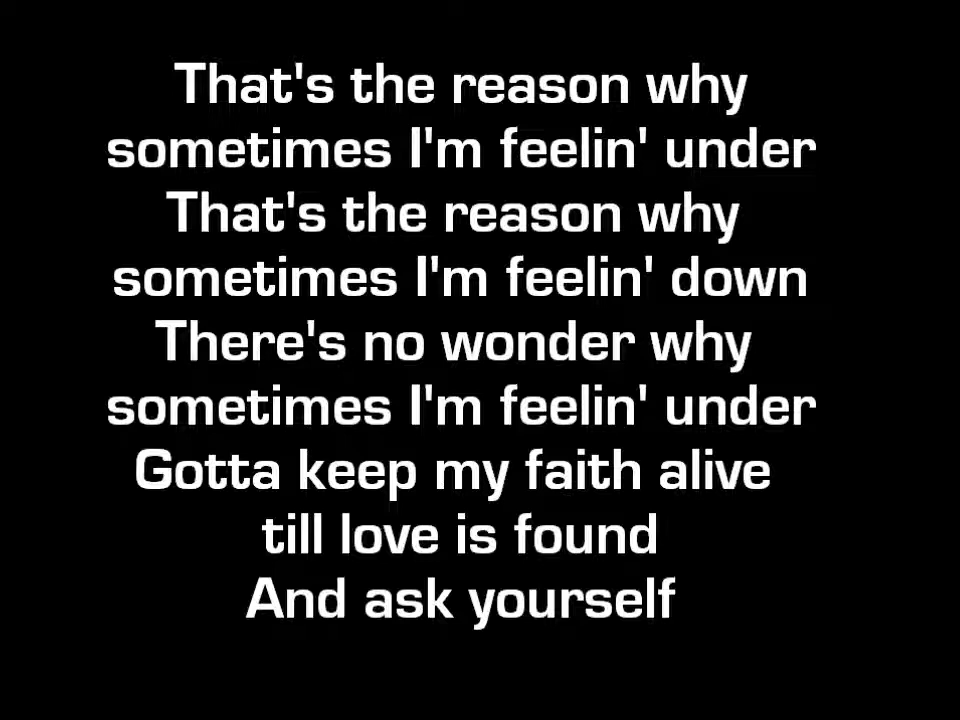 That's the reason why
sometimes I'm feelin' under
That's the reason why
sometimes I'm feelin' down
There's no wonder why
sometimes I'm feelin' under
Gotta keep my faith alive
till love is found
And ask yourself